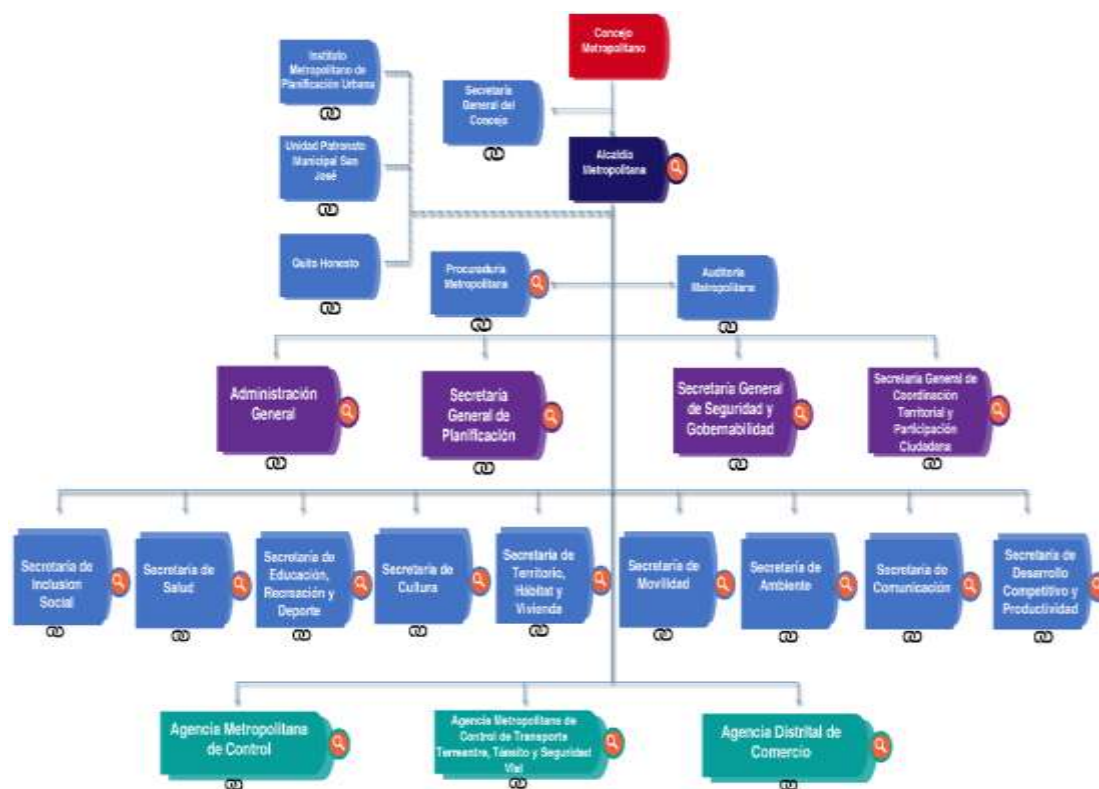 Concejo
Metropolitano
Instituto
Metropolitano de
Planificación Urbana
Secretaría
General del
Concejo
Unidad Patronato
Municipal San
José
Alcaldía
Metropolitana
Quito Honesto
Procuraduría
Metropolitana
Auditoría
Metropolitana
Administración
General
Secretaría
General de
Planificación
Secretaría General
de Seguridad y
Gobernabilidad
Secretaría General de
Coordinación
Territorial y
Participación
Ciudadana
Secretaría de
Inclusion
Social
Secretaría de
Salud
Secretaría de
Educación,
Recreación y
Deporte
Secretaría de
Cultura
Secretaría de
Territorio,
Hábitat y
Vivienda
Secretaría de
Movilidad
Secretaría de
Ambiente
Secretaría de
Comunicación
Secretaría de
Desarrollo
Competitivo y
Productividad
Agencia Metropolitana
de Control
Agencia Metropolitana de
Control de Transporte
Terrestre, Tránsito y Seguridad
Vial
Agencia Distrital de
Comercio